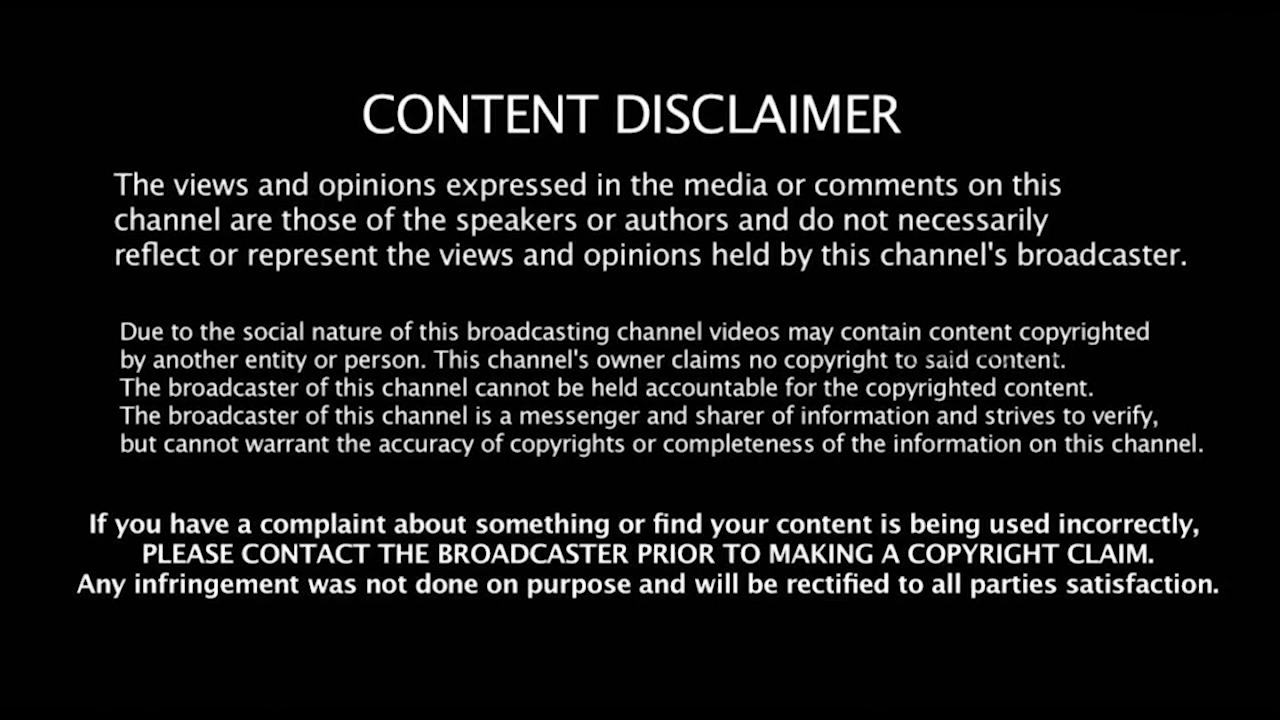 CONTENT DISCLAIMER
The views and opinions expressed in the media or comments on this
channel are those of the speakers or authors and do not necessarily
reflect or represent the views and opinions held by this channel's broadcaster.
Due to the social nature of this broadcasting channel videos may contain content copyrighted
by another entity or person. This channel's owner claims no copyright to said content.
The broadcaster of this channel cannot be held accountable for the copyrighted content.
The broadcaster of this channel is a messenger and sharer of information and strives to verify,
but cannot warrant the accuracy of copyrights or completeness of the information on this channel.
If you have a complaint about something or find your content is being used incorrectly,
PLEASE CONTACT THE BROADCASTER PRIOR TO MAKING A COPYRIGHT CLAIM.
Any infringement was not done on purpose and will be rectified to all parties satisfaction.